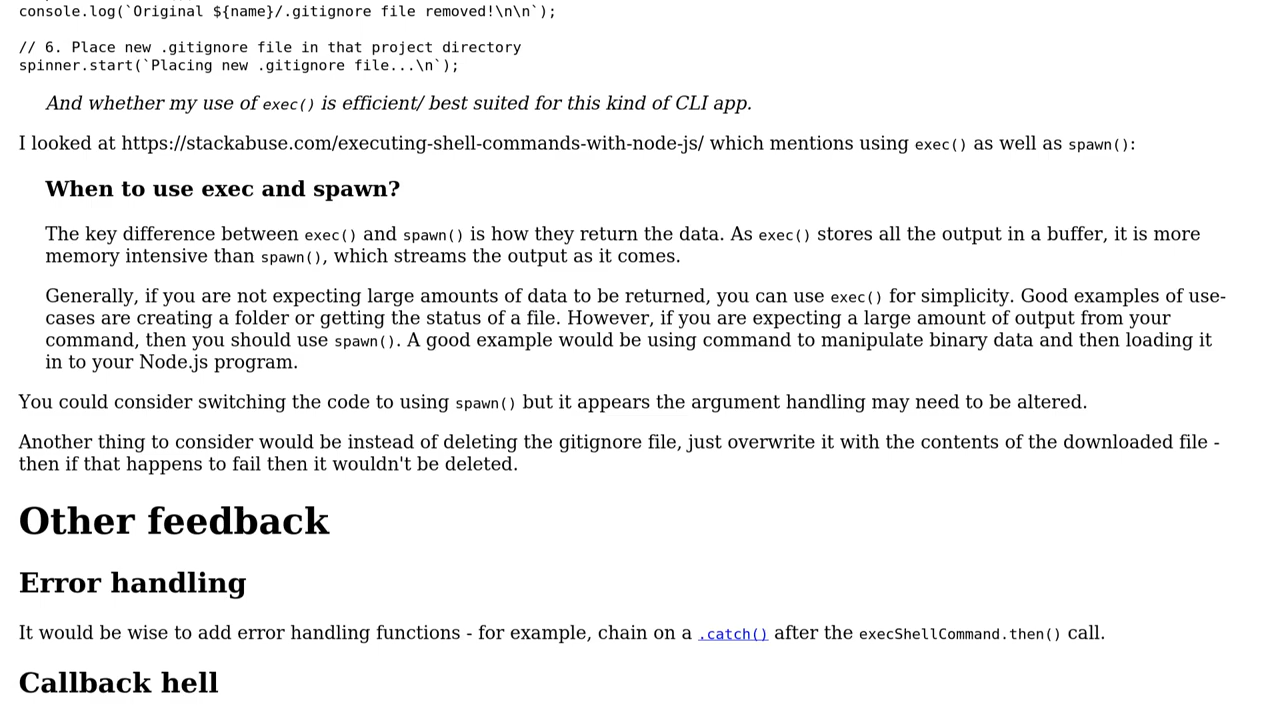 console.log(`Original ${name}/.gitignore file removed!\n\n`);
// 6. Place new .gitignore file in that project directory
spinner.start(`Placing new .gitignore file...\n`);
And whether my use of exec() is efficient/ best suited for this kind of CLI app.
I looked at https://stackabuse.com/executing-shell-commands-with-node-js/ which mentions using exec() as well as spawn():
When to use exec and spawn?
The key difference between exec() and spawn() is how they return the data. As exec() stores all the output in a buffer, it is more
memory intensive than spawn(), which streams the output as it comes.
Generally, if you are not expecting large amounts of data to be returned, you can use exec() for simplicity. Good examples of use-
cases are creating a folder or getting the status of a file. However, if you are expecting a large amount of output from your
command, then you should use spawn(). A good example would be using command to manipulate binary data and then loading it
in to your Node.js program.
You could consider switching the code to using spawn() but it appears the argument handling may need to be altered.
Another thing to consider would be instead of deleting the gitignore file, just overwrite it with the contents of the downloaded file -
then if that happens to fail then it wouldn't be deleted.
Other feedback
Error handling
It would be wise to add error handling functions - for example, chain on a .catch() after the execShellCommand.then() call.
Callback hell